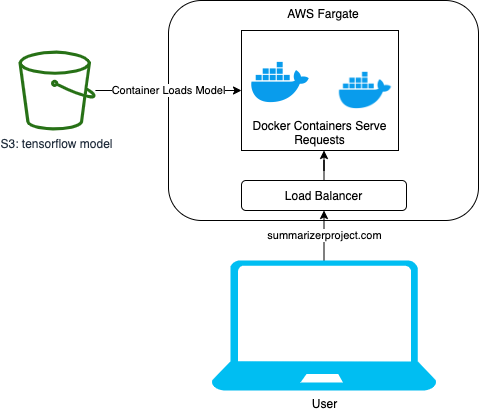 AWS Fargate
Container Loads Model
S3: tensorflow model
Docker Containers Serve
Requests
Load Balancer
summarizerproject.com
User